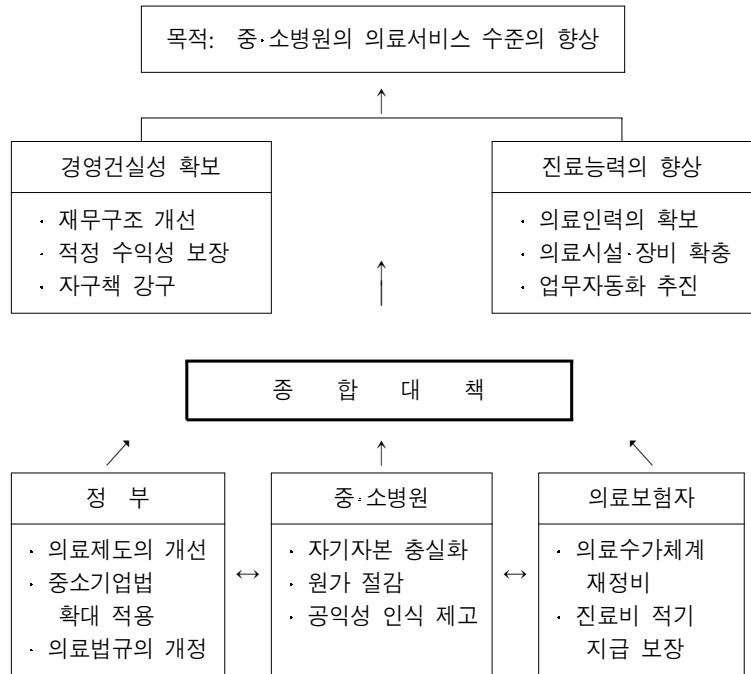 목적: 중·소병원의 의료서비스 수준의 향상
↑
경영건실성 확보
· 재무구조 개선
· 적정 수익성 보장
· 자구책 강구
진료능력의 향상
· 의료인력의 확보
· 의료시설·장비 확충
· 업무자동화 추진
↑
종 합 대 책
↗ ↑ ↖
정 부
· 의료제도의 개선
· 중소기업법
확대 적용
· 의료법규의 개정
↔
중·소병원
· 자기자본 충실화
· 원가 절감
· 공익성 인식 제고
↔
의료보험자
· 의료수가체계
재정비
· 진료비 적기
지급 보장